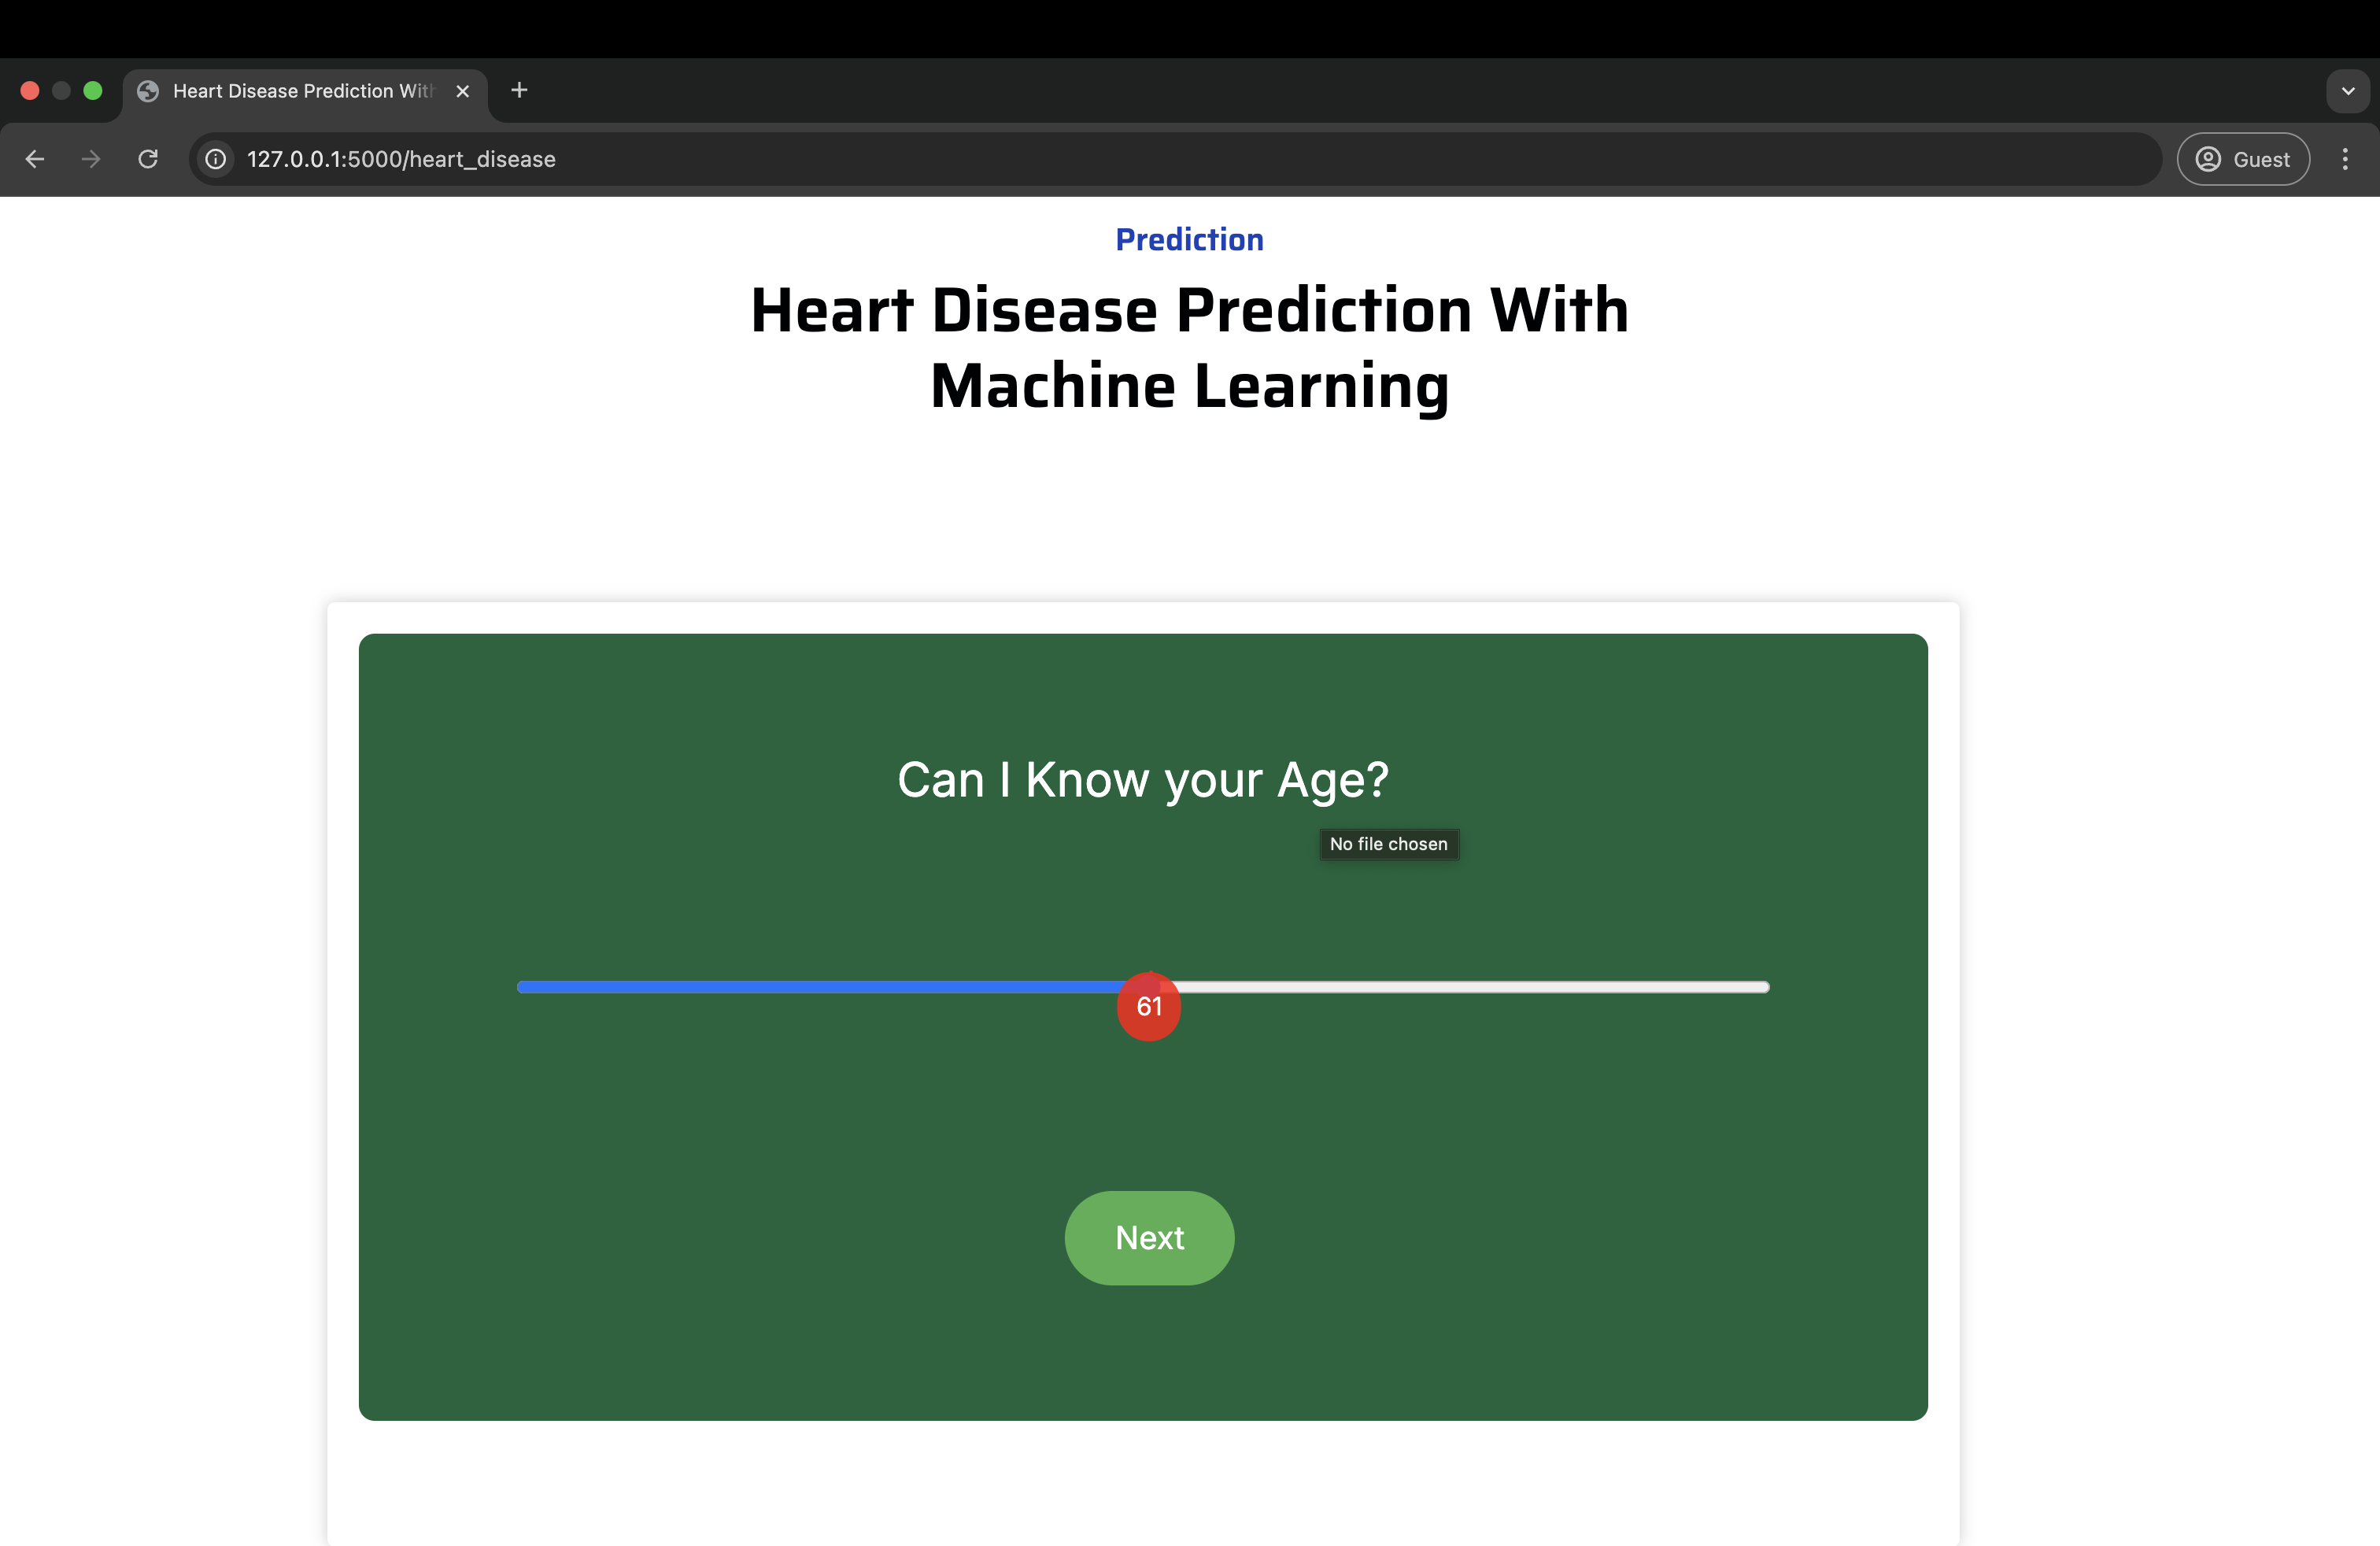 Heart Disease Prediction With
127.0.0.1:5000/heart_disease
Guest
Prediction
Heart Disease Prediction With
Machine Learning
Can I Know your Age?
No file chosen
61
Next